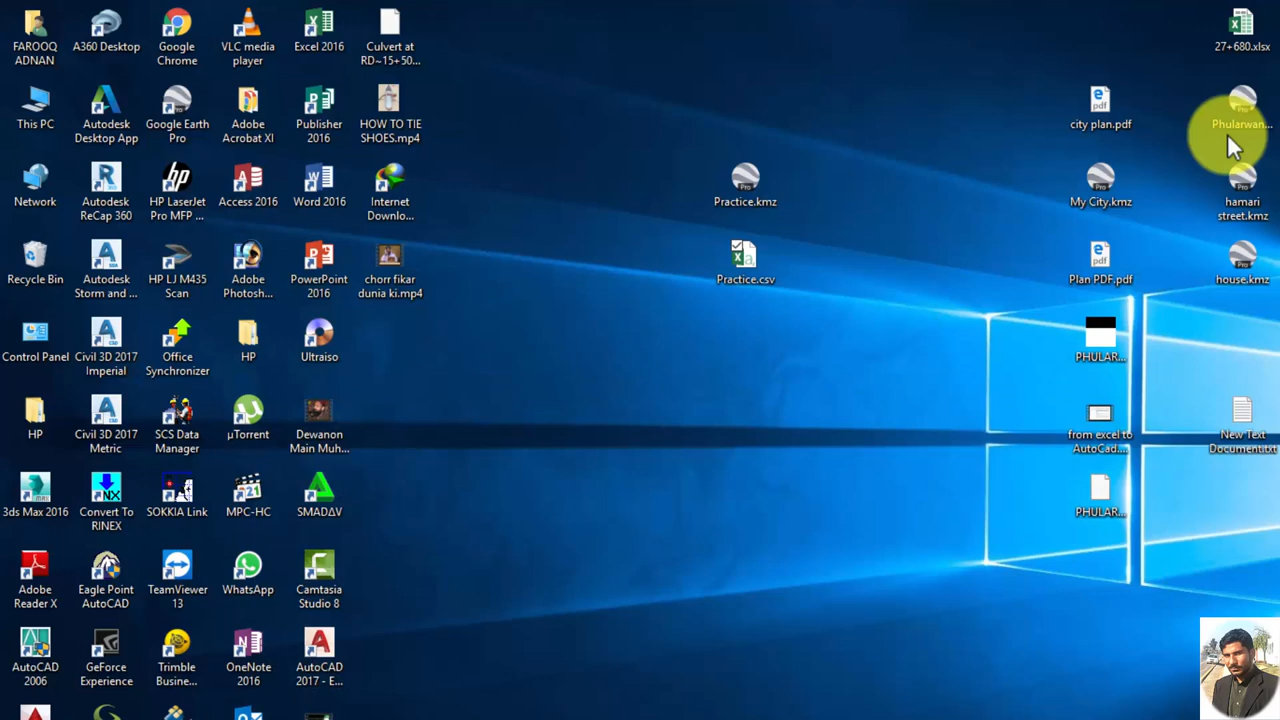 FAROOQ
ADNAN
A360 Desktop
Google
Chrome
VLC media
player
Excel 2016
Culvert at
RD~15+50...
27+680.xlsx
This PC
Autodesk
Desktop App
Google Earth
Pro
Adobe
Acrobat XI
Publisher
2016
HOW TO TIE
SHOES.mp4
city plan.pdf
Phularwan...
Network
Autodesk
ReCap 360
HP LaserJet
Pro MFP ...
Access 2016
Word 2016
Internet
Downlo...
Practice.kmz
My City.kmz
hamari
street.kmz
Recycle Bin
Autodesk
Storm and ...
HP LJ M435
Scan
Adobe
Photosh...
PowerPoint
2016
chorr fikar
dunia ki.mp4
Practice.csv
Plan PDF.pdf
house.kmz
Control Panel
Civil 3D 2017
Imperial
Office
Synchronizer
HP
Ultraiso
PHULAR...
HP
Civil 3D 2017
Metric
SCS Data
Manager
µTorrent
Dewanon
Main Muh...
from excel to
AutoCad....
New Text
Document.txt
3ds Max 2016
Convert To
RINEX
SOKKIA Link
MPC-HC
SMADΔV
PHULAR...
Adobe
Reader X
Eagle Point
AutoCAD
TeamViewer
13
WhatsApp
Camtasia
Studio 8
AutoCAD
2006
GeForce
Experience
Trimble
Busine...
OneNote
2016
AutoCAD
2017 - E...